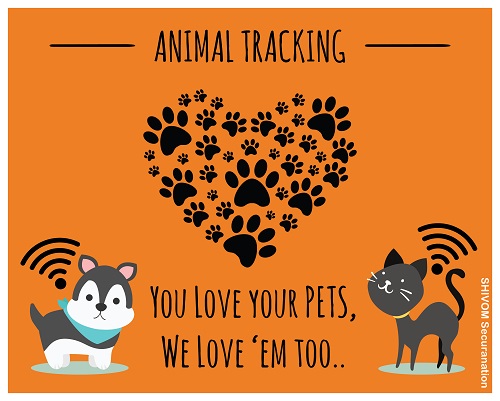 ANIMAL TRACKING
YOU LOVE YOUR PETS,
WE LOVE 'EM TOO..
SHIVOM Securanation